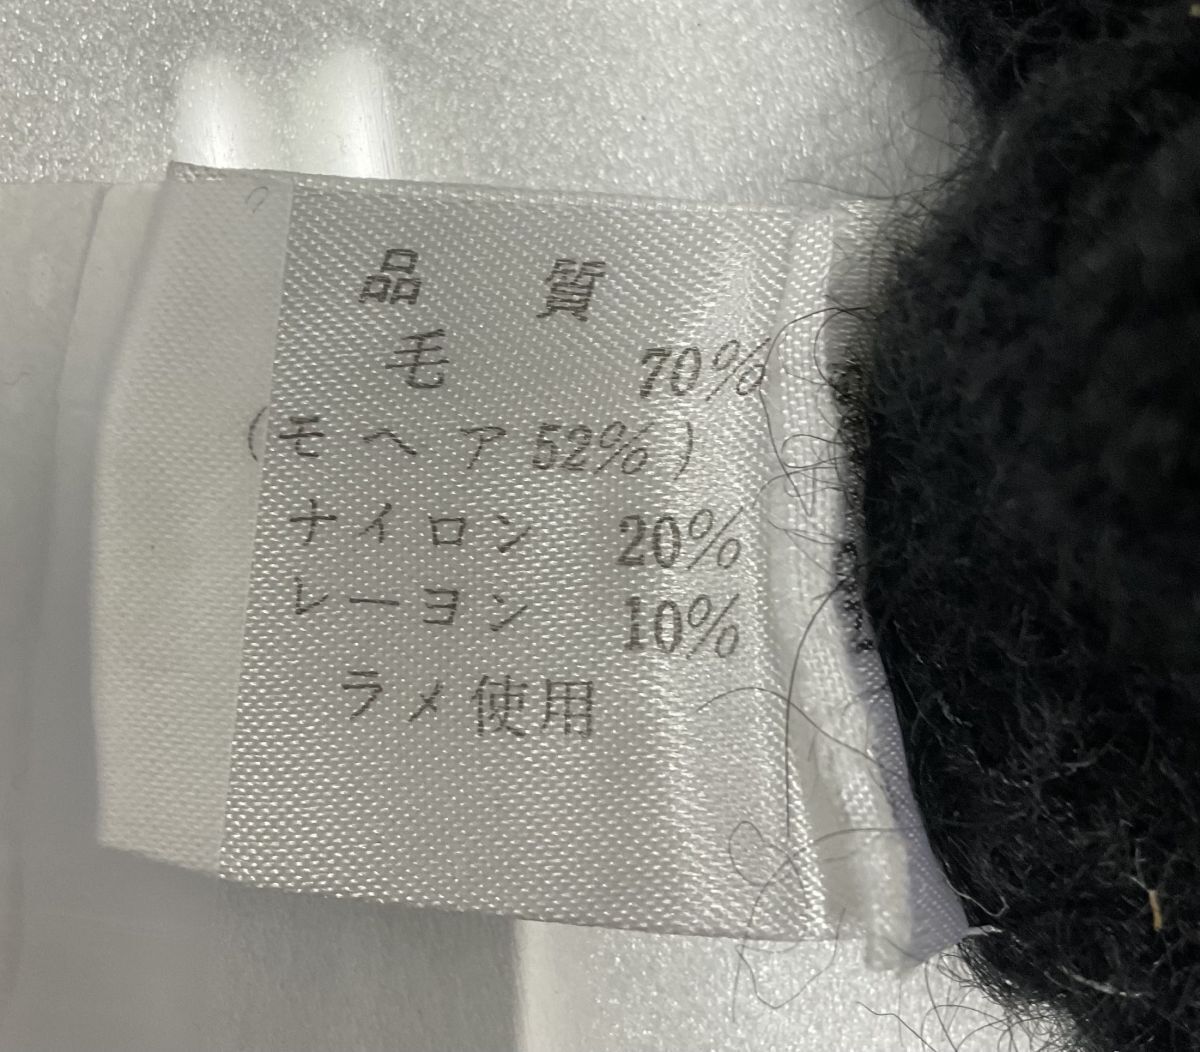 品 質
毛 70%
(モヘア52%)
ナイロン 20%
レーヨン 10%
ラメ使用